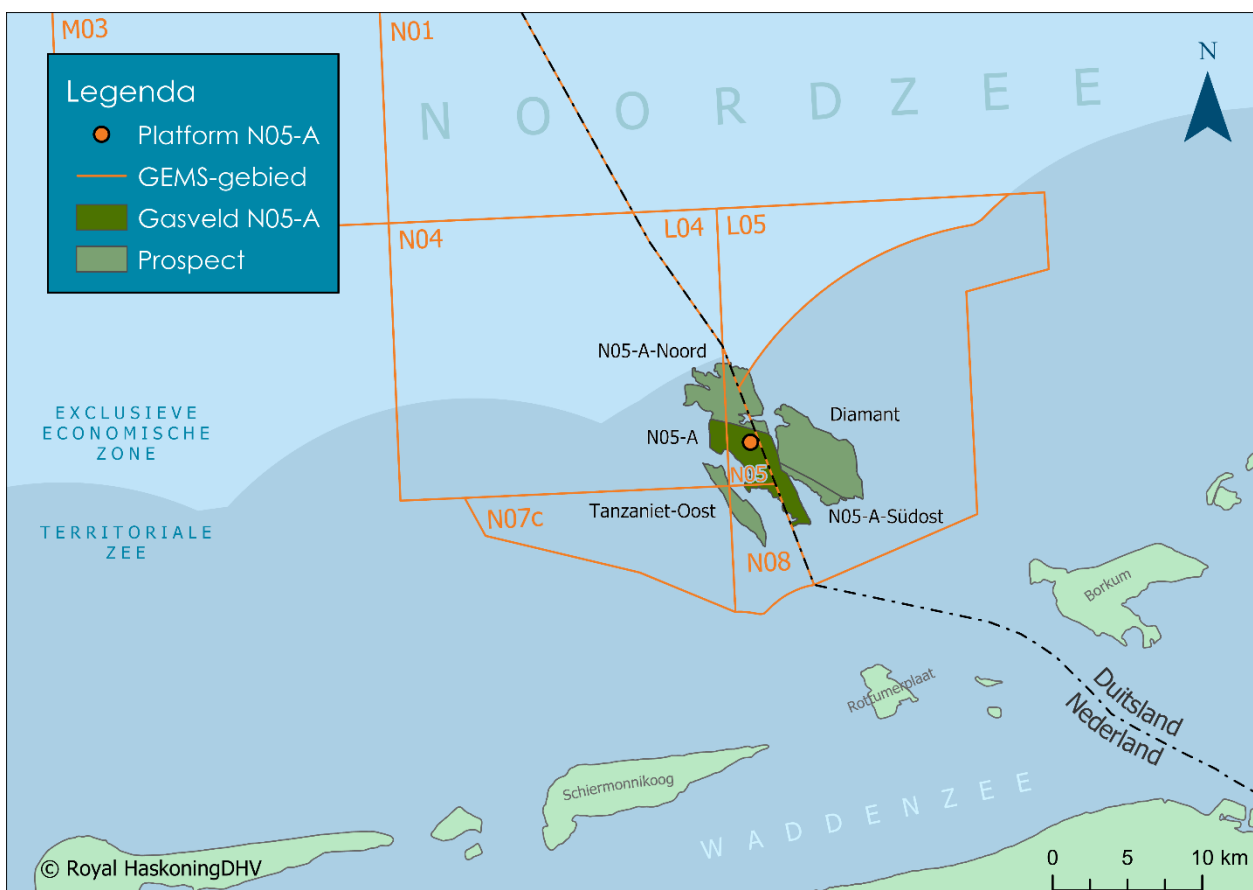 M03
N01
N
Legenda
Platform N05-A
GEMS-gebied
Gasveld N05-A
Prospect
NOORDZEE
N04
L04
L05
N05-A-Noord
Diamant
N05-A
N05
EXCLUSIEVE
ECONOMISCHE
ZONE
TERRITORIALE
ZEE
N07c
Tanzaniet-Oost
N05-A-Südost
N08
Borkum
Rottumerplaat
Duitsland
Nederland
Schiermonnikoog
WADDENZEE
© Royal HaskoningDHV
0 5 10 km